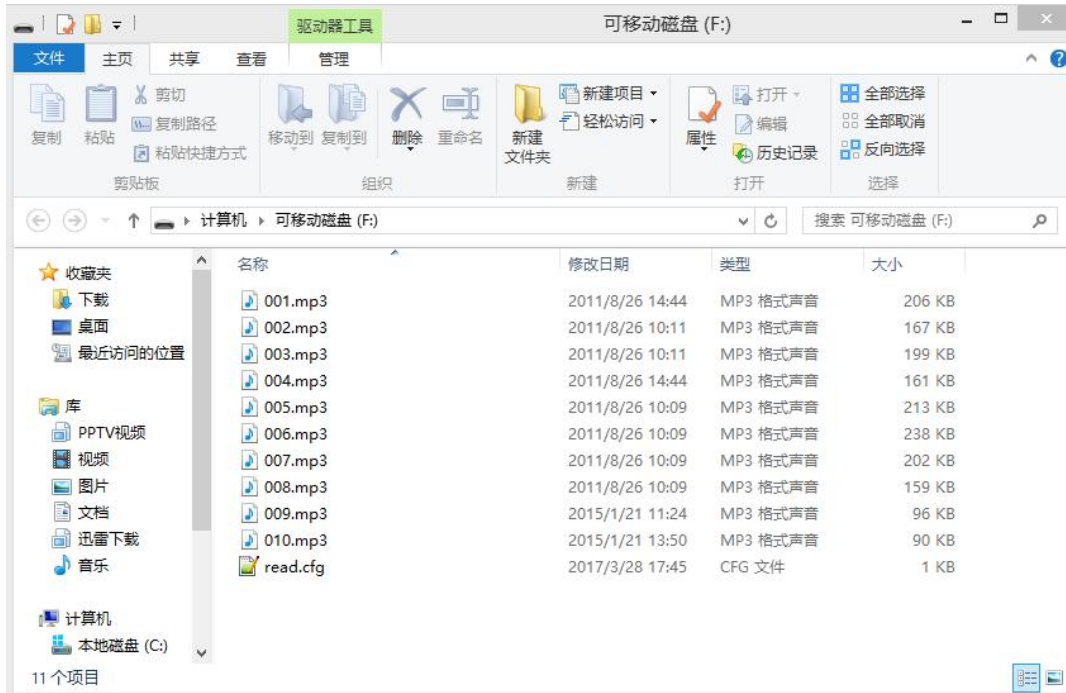 驱动器工具 可移动磁盘 (F:)
文件 主页 共享 查看 管理
复制
粘贴
剪切
复制路径
粘贴快捷方式
剪贴板
移动到 复制到 删除 重命名
组织
新建
文件夹
新建项目
轻松访问
新建
属性
打开
编辑
历史记录
打开
全部选择
全部取消
反向选择
选择
计算机 可移动磁盘 (F:)
搜索 可移动磁盘 (F:)
收藏夹
下载
桌面
最近访问的位置
库
PPTV视频
视频
图片
文档
迅雷下载
音乐
计算机
本地磁盘 (C:)
名称 修改日期 类型 大小
001.mp3 2011/8/26 14:44 MP3 格式声音 206 KB
002.mp3 2011/8/26 10:11 MP3 格式声音 167 KB
003.mp3 2011/8/26 10:11 MP3 格式声音 199 KB
004.mp3 2011/8/26 14:44 MP3 格式声音 161 KB
005.mp3 2011/8/26 10:09 MP3 格式声音 213 KB
006.mp3 2011/8/26 10:09 MP3 格式声音 238 KB
007.mp3 2011/8/26 10:09 MP3 格式声音 202 KB
008.mp3 2011/8/26 10:09 MP3 格式声音 159 KB
009.mp3 2015/1/21 11:24 MP3 格式声音 96 KB
010.mp3 2015/1/21 13:50 MP3 格式声音 90 KB
read.cfg 2017/3/28 17:45 CFG 文件 1 KB
11 个项目